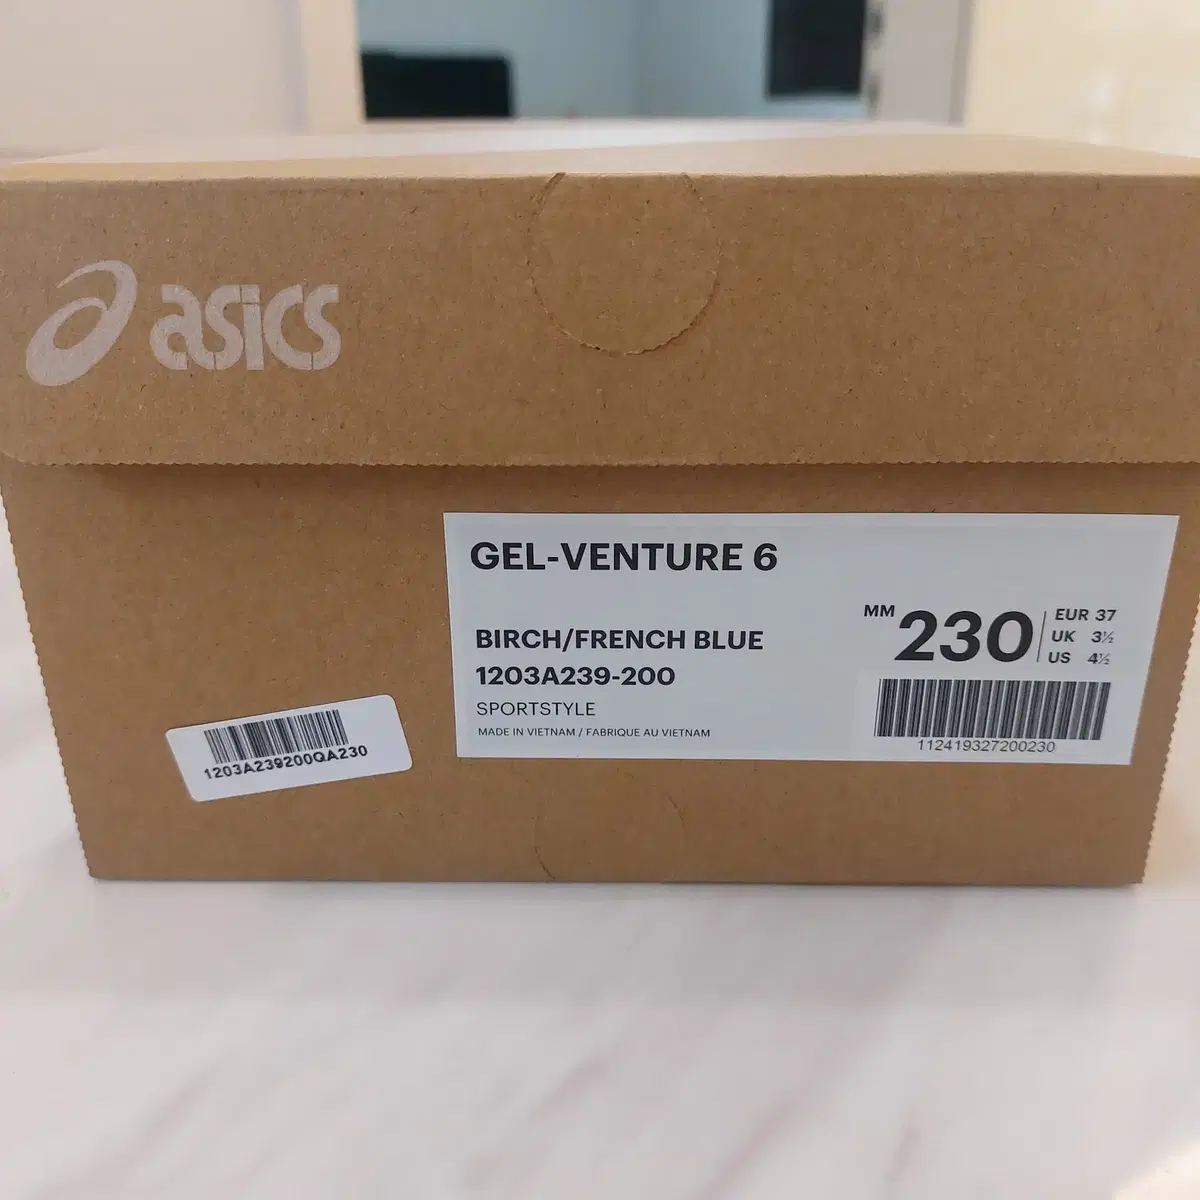 asics
GEL-VENTURE 6
BIRCH/FRENCH BLUE
1203A239-200
SPORTSTYLE
MADE IN VIETNAM / FABRIQUE AU VIETNAM
MM 230
EUR 37
UK 3½
US 4½
112419327200230
1203A239200QA230